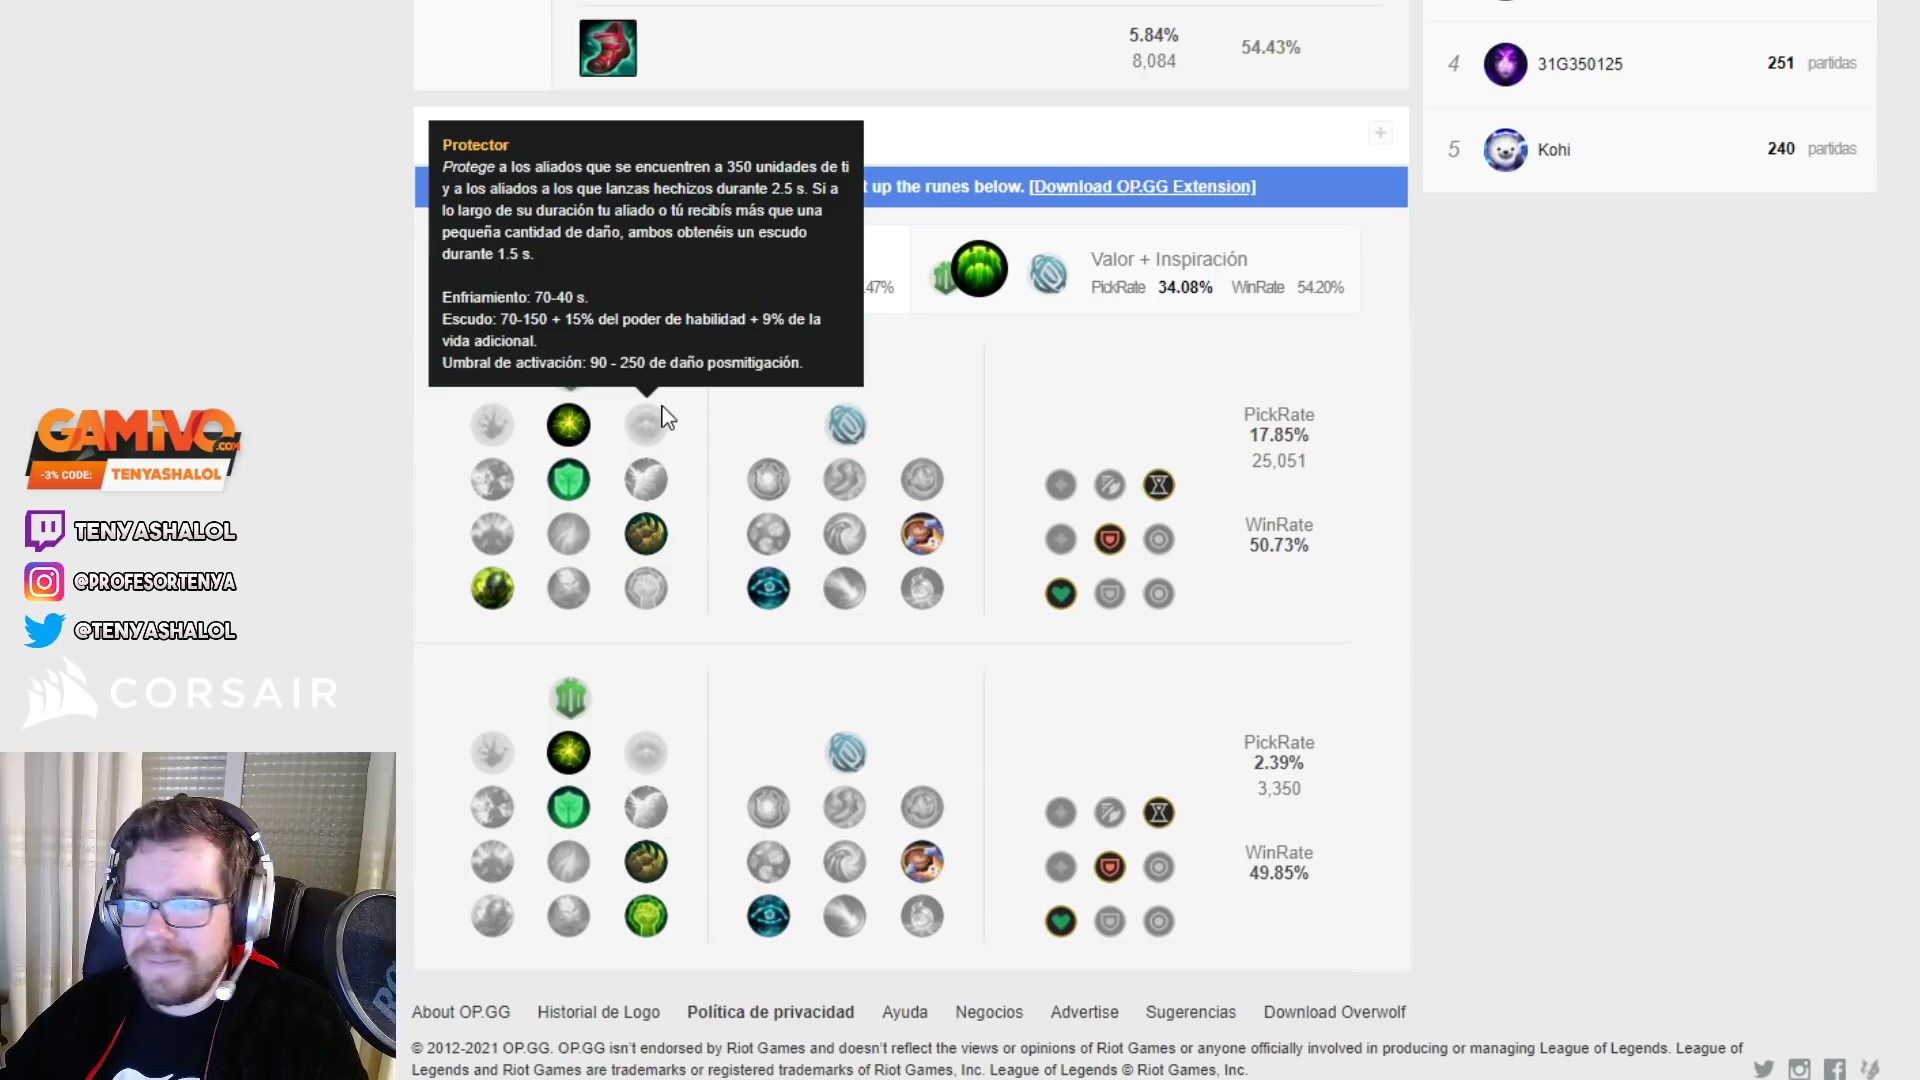 5.84%
8,084
54.43%
4 31G350125 251 partidas
5 Kohi 240 partidas
+
Protector
Protege a los aliados que se encuentren a 350 unidades de ti
y a los aliados a los que lanzas hechizos durante 2.5 s. Si a
lo largo de su duración tu aliado o tú recibís más que una
pequeña cantidad de daño, ambos obtenéis un escudo
durante 1.5 s.
Enfriamiento: 70-40 s.
Escudo: 70-150 + 15% del poder de habilidad + 9% de la
vida adicional.
Umbral de activación: 90 - 250 de daño posmitigación.
t up the runes below. [Download OP.GG Extension]
.47%
Valor + Inspiración
PickRate 34.08% WinRate 54.20%
PickRate
17.85%
25,051
WinRate
50.73%
PickRate
2.39%
3,350
WinRate
49.85%
GAMIVO.COM
-3% CODE: TENYASHALOL
TENYASHALOL
@PROFESORTENYA
@TENYASHALOL
CORSAIR
About OP.GG Historial de Logo Política de privacidad Ayuda Negocios Advertise Sugerencias Download Overwolf
© 2012-2021 OP.GG. OP.GG isn't endorsed by Riot Games and doesn't reflect the views or opinions of Riot Games or anyone officially involved in producing or managing League of Legends. League of
Legends and Riot Games are trademarks or registered trademarks of Riot Games, Inc. League of Legends © Riot Games, Inc.